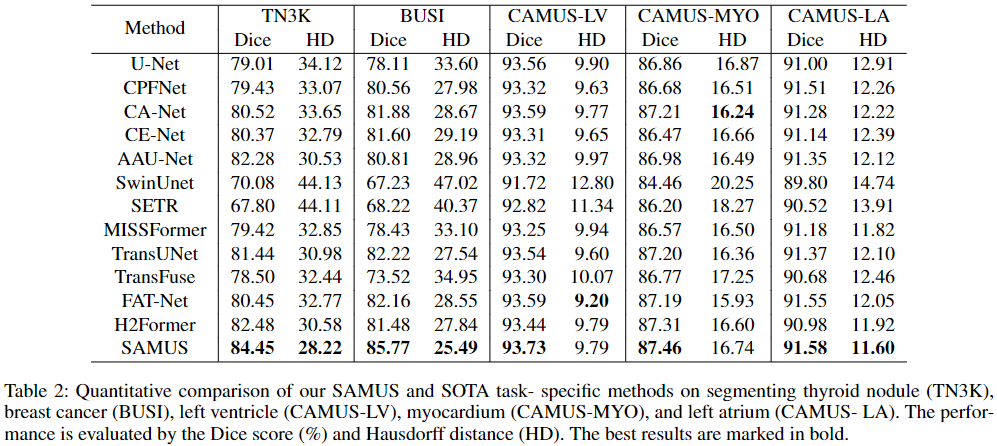 Method TN3K BUSI CAMUS-LV CAMUS-MYO CAMUS-LA
Dice HD Dice HD Dice HD Dice HD Dice HD
U-Net 79.01 34.12 78.11 33.60 93.56 9.90 86.86 16.87 91.00 12.91
CPFNet 79.43 33.07 80.56 27.98 93.32 9.63 86.68 16.51 91.51 12.26
CA-Net 80.52 33.65 81.88 28.67 93.59 9.77 87.21 16.24 91.28 12.22
CE-Net 80.37 32.79 81.60 29.19 93.31 9.65 86.47 16.66 91.14 12.39
AAU-Net 82.28 30.53 80.81 28.96 93.32 9.97 86.98 16.49 91.35 12.12
SwinUnet 70.08 44.13 67.23 47.02 91.72 12.80 84.46 20.25 89.80 14.74
SETR 67.80 44.11 68.22 40.37 92.82 11.34 86.20 18.27 90.52 13.91
MISSFormer 79.42 32.85 78.43 33.10 93.25 9.94 86.57 16.50 91.18 11.82
TransUNet 81.44 30.98 82.22 27.54 93.54 9.60 87.20 16.36 91.37 12.10
TransFuse 78.50 32.44 73.52 34.95 93.30 10.07 86.77 17.25 90.68 12.46
FAT-Net 80.45 32.77 82.16 28.55 93.59 9.20 87.19 15.93 91.55 12.05
H2Former 82.48 30.58 81.48 27.84 93.44 9.79 87.31 16.60 90.98 11.92
SAMUS 84.45 28.22 85.77 25.49 93.73 9.79 87.46 16.74 91.58 11.60
Table 2: Quantitative comparison of our SAMUS and SOTA task- specific methods on segmenting thyroid nodule (TN3K),
breast cancer (BUSI), left ventricle (CAMUS-LV), myocardium (CAMUS-MYO), and left atrium (CAMUS- LA). The perfor-
mance is evaluated by the Dice score (%) and Hausdorff distance (HD). The best results are marked in bold.